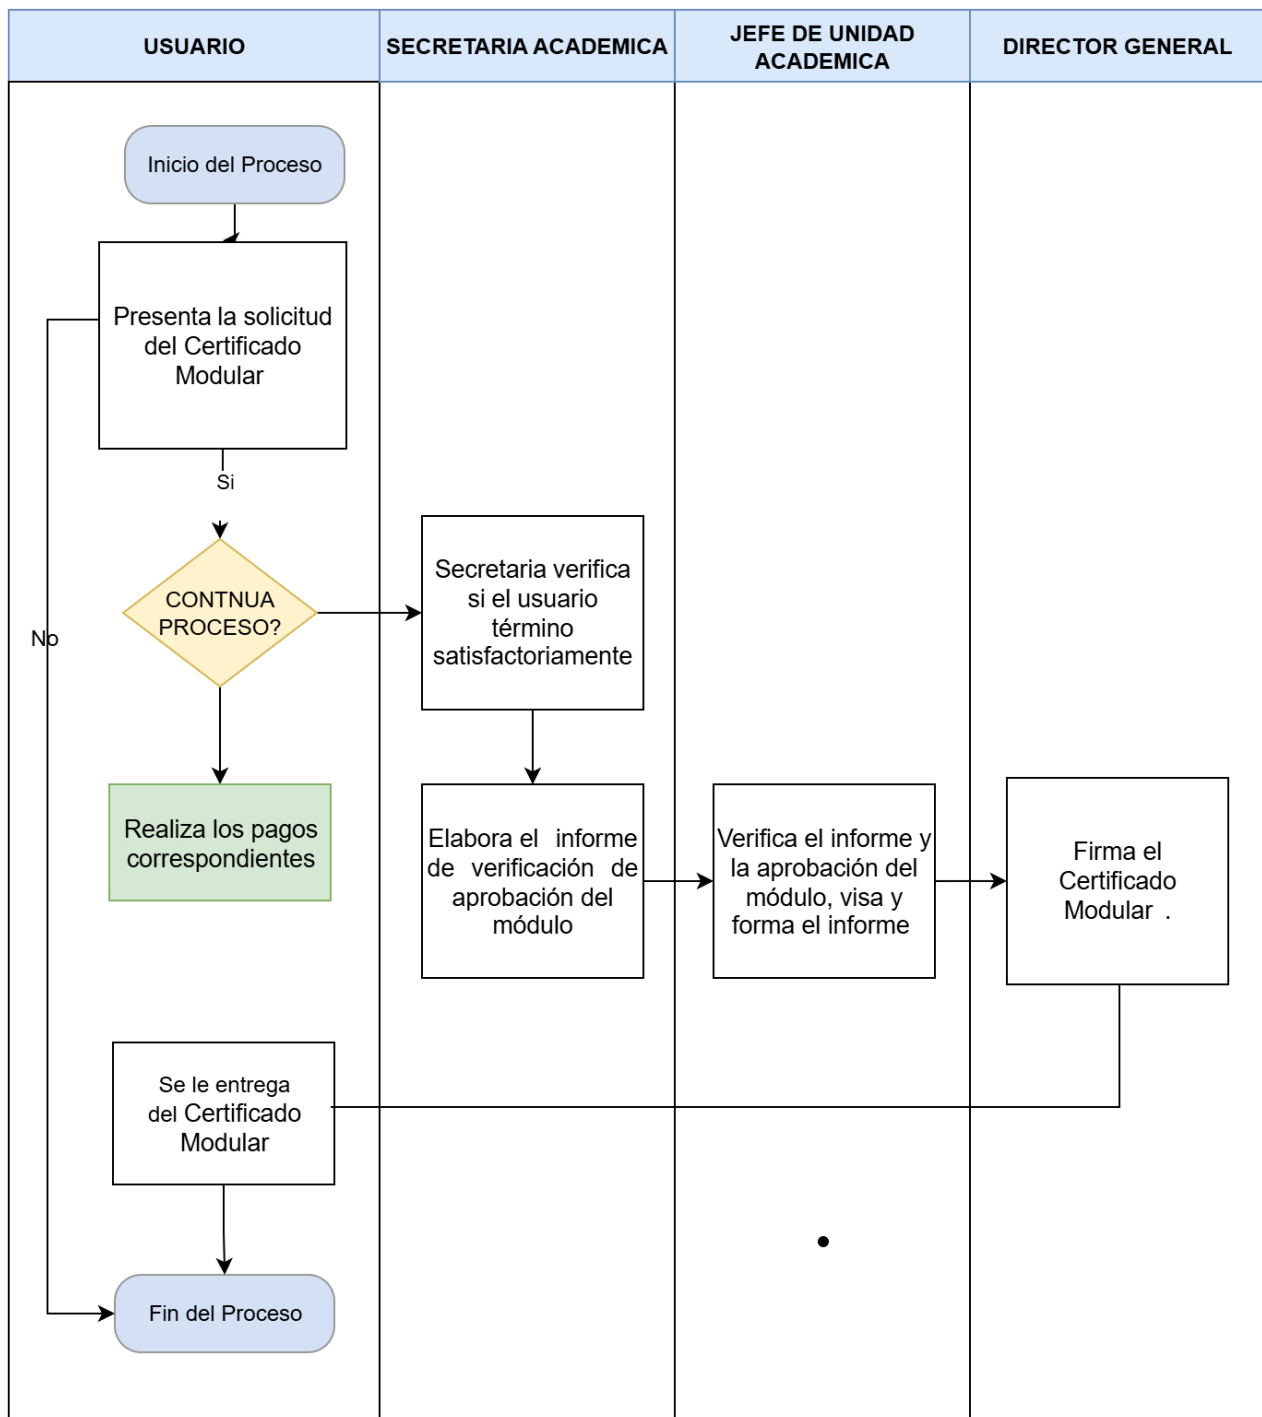 USUARIO
SECRETARIA ACADEMICA
JEFE DE UNIDAD
ACADEMICA
DIRECTOR GENERAL
Inicio del Proceso
Presenta la solicitud
del Certificado
Modular
Si
CONTNUA
PROCESO?
No
Secretaria verifica
si el usuario
término
satisfactoriamente
Realiza los pagos
correspondientes
Elabora el informe
de verificación de
aprobación del
módulo
Verifica el informe y
la aprobación del
módulo, visa y
forma el informe
Firma el
Certificado
Modular .
Se le entrega
del Certificado
Modular
Fin del Proceso